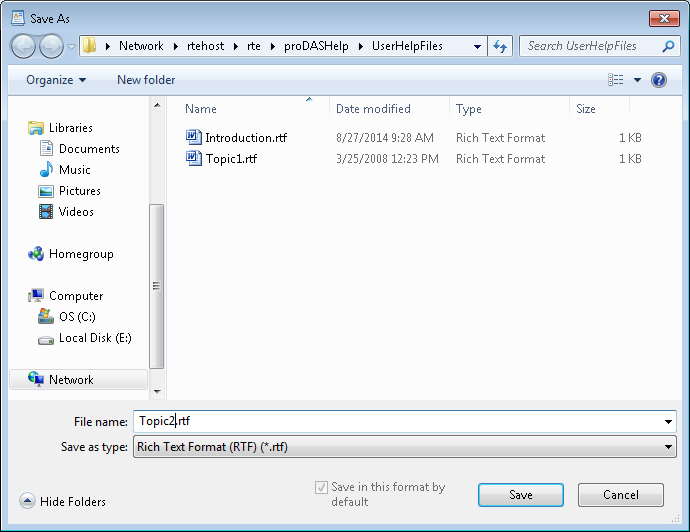 Save As
Network rtehost rte proDASHelp UserHelpFiles Search UserHelpFiles
Organize New folder
Name Date modified Type Size
Libraries
Documents
Music
Pictures
Videos
Homegroup
Computer
OS (C:)
Local Disk (E:)
Network
Introduction.rtf 8/27/2014 9:28 AM Rich Text Format 1 KB
Topic1.rtf 3/25/2008 12:23 PM Rich Text Format 1 KB
File name: Topic2.rtf
Save as type: Rich Text Format (RTF) (*.rtf)
Hide Folders
Save in this format by
default
Save Cancel